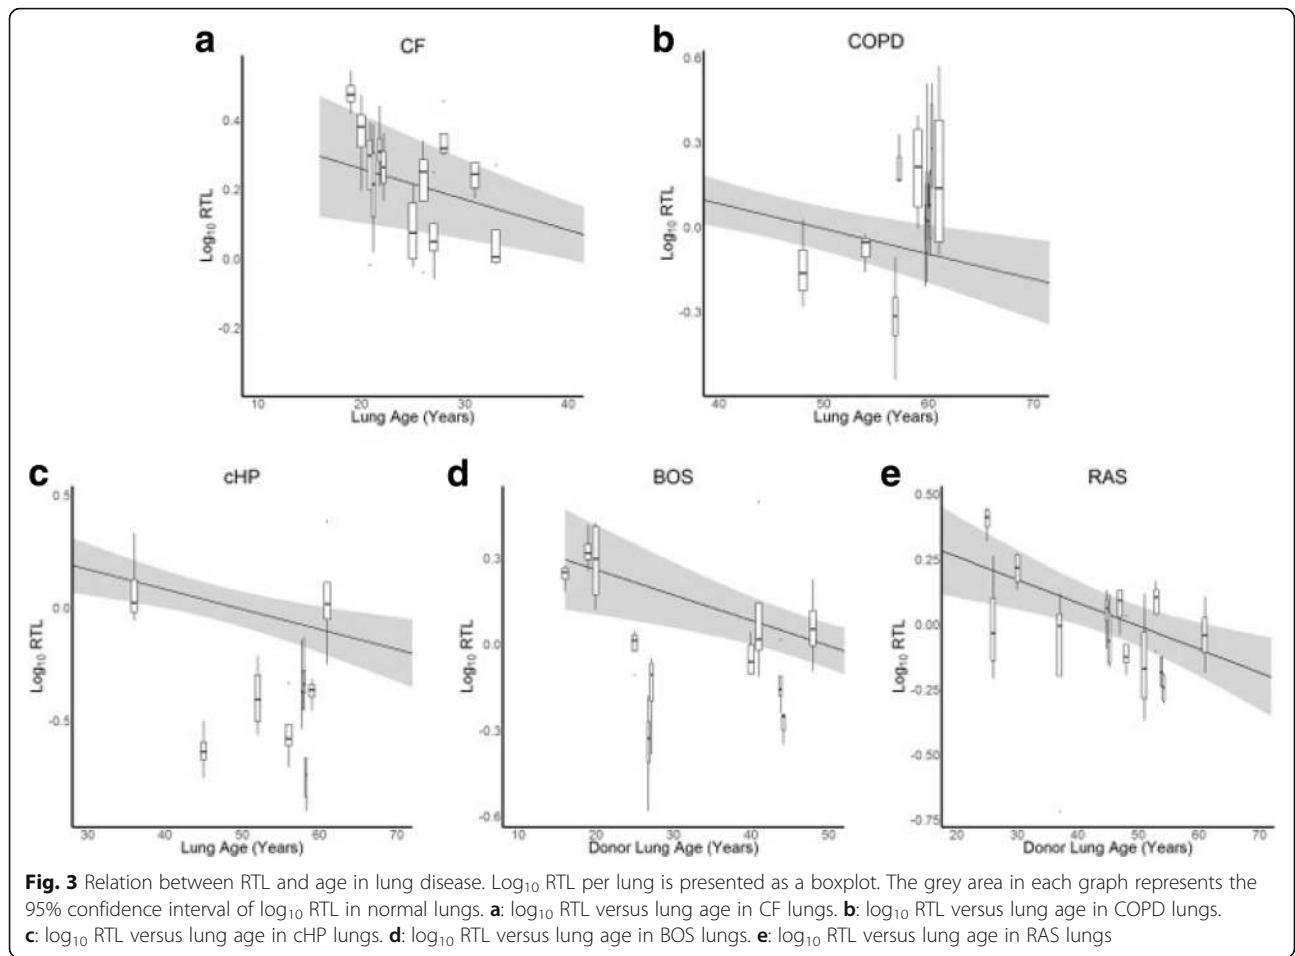 a
CF
Log₁₀ RTL
0.4
0.2
0.0
-0.2
10
20
30
40
Lung Age (Years)
b
COPD
Log₁₀ RTL
0.6
0.3
0.0
-0.3
40
50
60
70
Lung Age (Years)
c
cHP
Log₁₀ RTL
0.5
0.0
-0.5
30
40
50
60
70
Lung Age (Years)
d
BOS
Log₁₀ RTL
0.3
0.0
-0.3
-0.6
10
20
30
40
50
Donor Lung Age (Years)
e
RAS
Log₁₀ RTL
0.50
0.25
0.00
-0.25
-0.50
-0.75
20
30
40
50
60
70
Donor Lung Age (Years)
Fig. 3 Relation between RTL and age in lung disease. Log₁₀ RTL per lung is presented as a boxplot. The grey area in each graph represents the
95% confidence interval of log₁₀ RTL in normal lungs. a: log₁₀ RTL versus lung age in CF lungs. b: log₁₀ RTL versus lung age in COPD lungs.
c: log₁₀ RTL versus lung age in cHP lungs. d: log₁₀ RTL versus lung age in BOS lungs. e: log₁₀ RTL versus lung age in RAS lungs